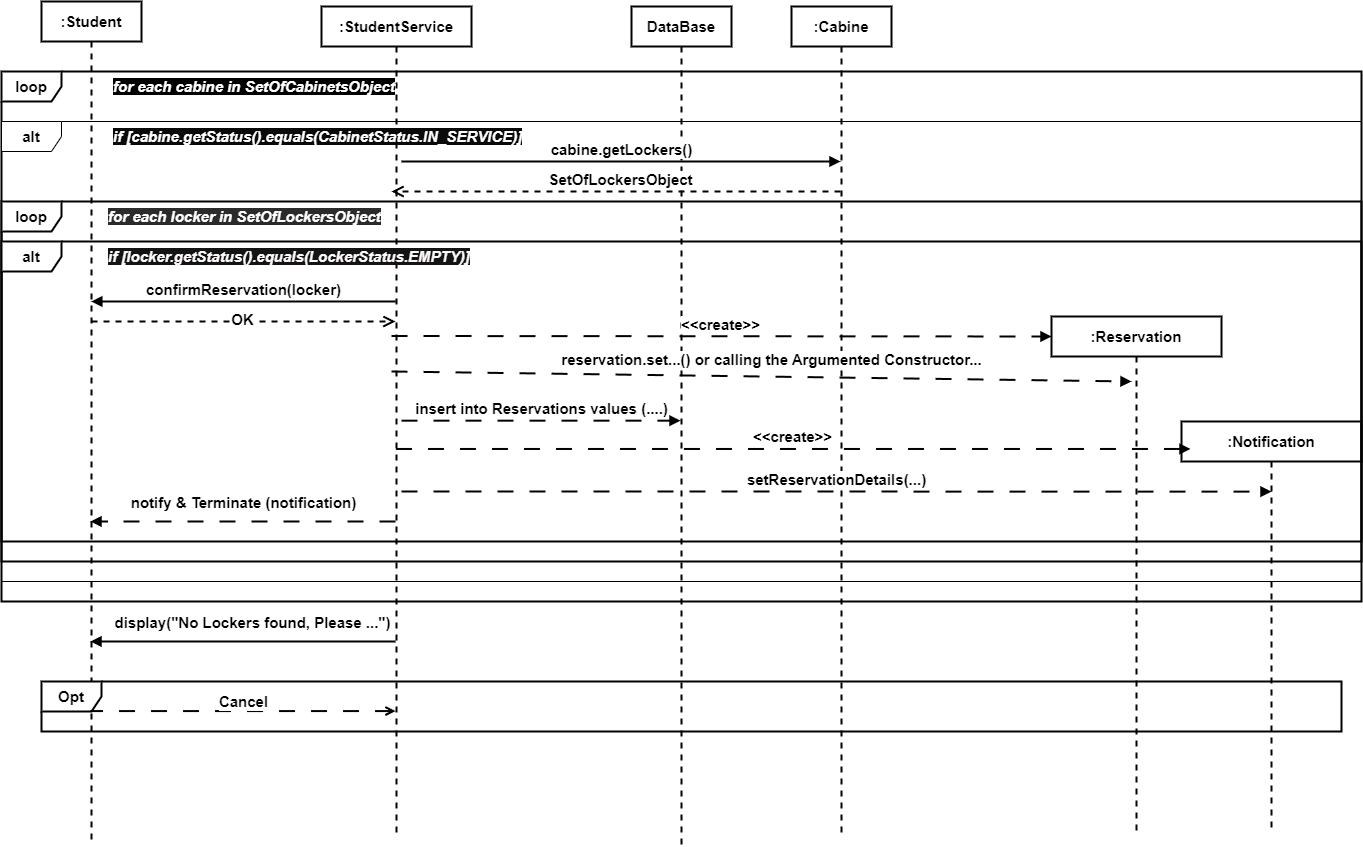 :Student
:StudentService
DataBase
:Cabine
loop
for each cabine in SetOfCabinetsObject
alt
if [cabine.getStatus().equals(CabinetStatus.IN_SERVICE)]
cabine.getLockers()
SetOfLockersObject
loop
for each locker in SetOfLockersObject
alt
if [locker.getStatus().equals(LockerStatus.EMPTY)]
confirmReservation(locker)
OK
<<create>>
:Reservation
reservation.set...() or calling the Argumented Constructor...
insert into Reservations values (....)
<<create>>
:Notification
setReservationDetails(...)
notify & Terminate (notification)
display("No Lockers found, Please ...")
Opt
Cancel